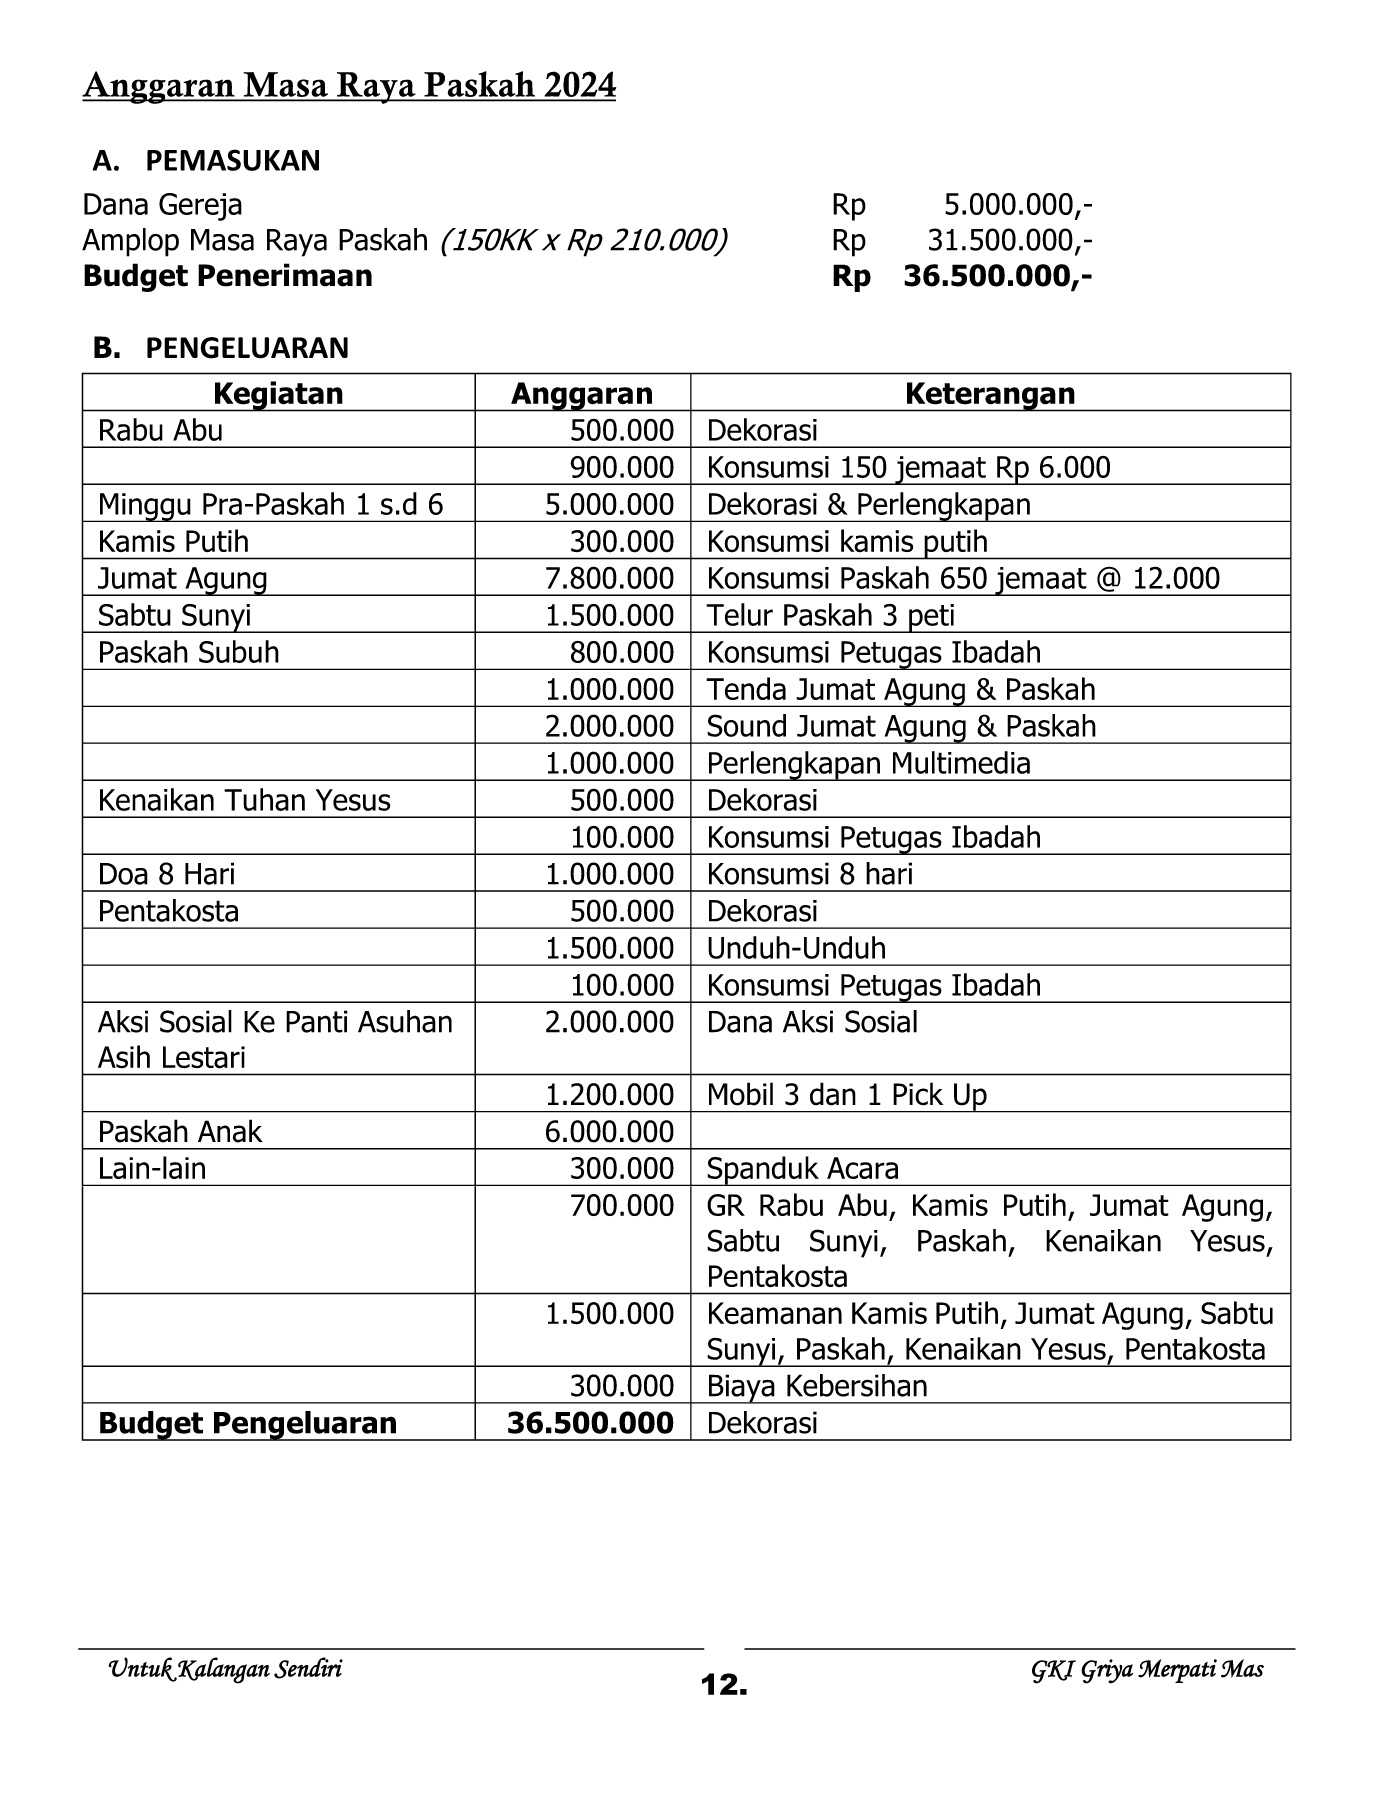 Anggaran Masa Raya Paskah 2024
A. PEMASUKAN
Dana Gereja Rp 5.000.000,-
Amplop Masa Raya Paskah (150KK x Rp 210.000) Rp 31.500.000,-
Budget Penerimaan Rp 36.500.000,-
B. PENGELUARAN
Kegiatan Anggaran Keterangan
Rabu Abu 500.000 Dekorasi
900.000 Konsumsi 150 jemaat Rp 6.000
Minggu Pra-Paskah 1 s.d 6 5.000.000 Dekorasi & Perlengkapan
Kamis Putih 300.000 Konsumsi kamis putih
Jumat Agung 7.800.000 Konsumsi Paskah 650 jemaat @ 12.000
Sabtu Sunyi 1.500.000 Telur Paskah 3 peti
Paskah Subuh 800.000 Konsumsi Petugas Ibadah
1.000.000 Tenda Jumat Agung & Paskah
2.000.000 Sound Jumat Agung & Paskah
1.000.000 Perlengkapan Multimedia
Kenaikan Tuhan Yesus 500.000 Dekorasi
100.000 Konsumsi Petugas Ibadah
Doa 8 Hari 1.000.000 Konsumsi 8 hari
Pentakosta 500.000 Dekorasi
1.500.000 Unduh-Unduh
100.000 Konsumsi Petugas Ibadah
Aksi Sosial Ke Panti Asuhan 2.000.000 Dana Aksi Sosial
Asih Lestari
1.200.000 Mobil 3 dan 1 Pick Up
Paskah Anak 6.000.000
Lain-lain 300.000 Spanduk Acara
700.000 GR Rabu Abu, Kamis Putih, Jumat Agung,
Sabtu Sunyi, Paskah, Kenaikan Yesus,
Pentakosta
1.500.000 Keamanan Kamis Putih, Jumat Agung, Sabtu
Sunyi, Paskah, Kenaikan Yesus, Pentakosta
300.000 Biaya Kebersihan
Budget Pengeluaran 36.500.000 Dekorasi
Untuk Kalangan Sendiri 12. GKI Griya Merpati Mas